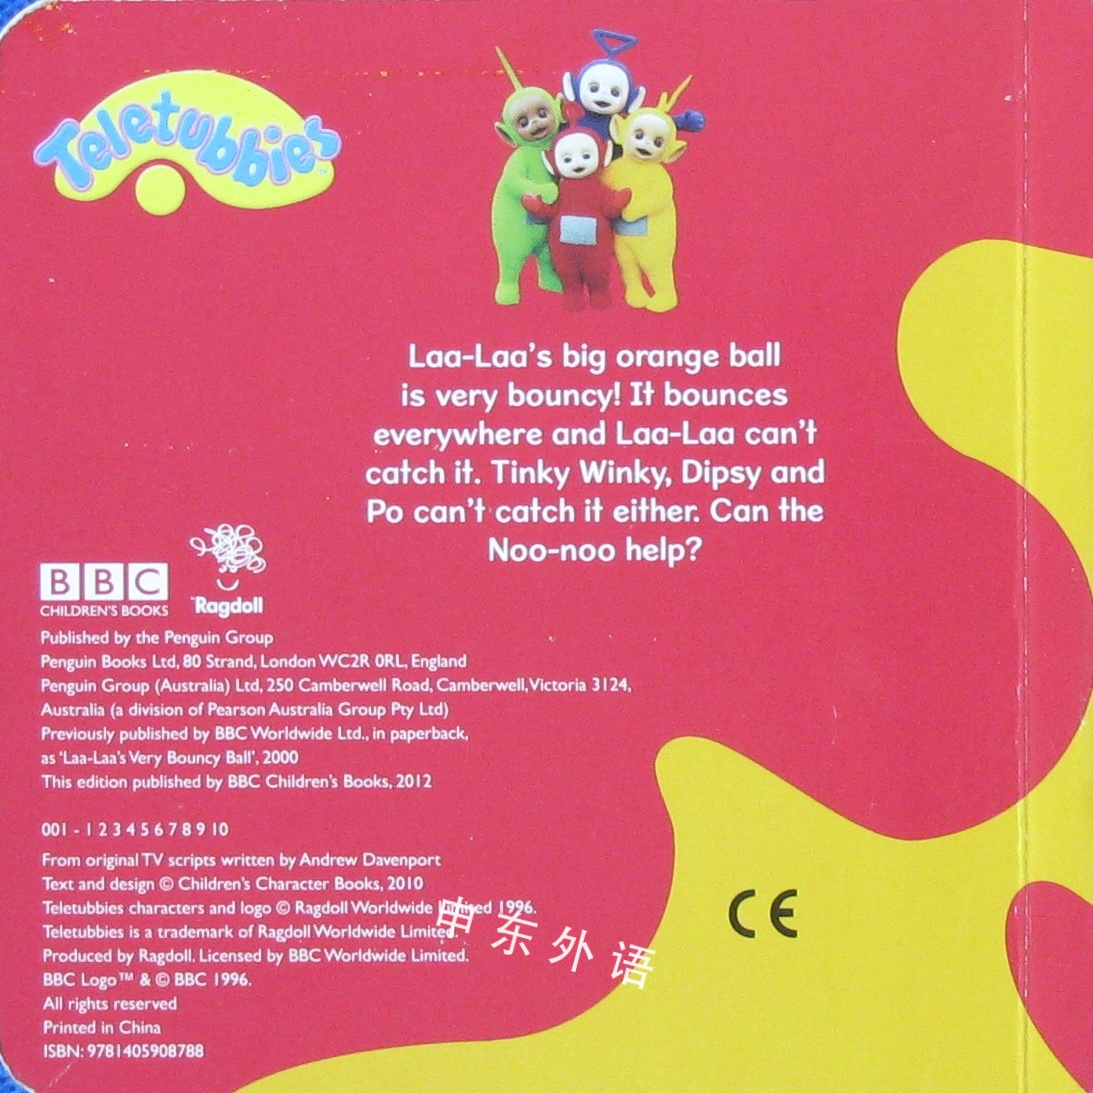 Teletubbies™
Laa-Laa's big orange ball
is very bouncy! It bounces
everywhere and Laa-Laa can't
catch it. Tinky Winky, Dipsy and
Po can't catch it either. Can the
Noo-noo help?
BBC
CHILDREN'S BOOKS
Ragdoll
Published by the Penguin Group
Penguin Books Ltd, 80 Strand, London WC2R 0RL, England
Penguin Group (Australia) Ltd, 250 Camberwell Road, Camberwell, Victoria 3124,
Australia (a division of Pearson Australia Group Pty Ltd)
Previously published by BBC Worldwide Ltd., in paperback,
as 'Laa-Laa's Very Bouncy Ball', 2000
This edition published by BBC Children's Books, 2012
001 - 1 2 3 4 5 6 7 8 9 10
From original TV scripts written by Andrew Davenport
Text and design © Children's Character Books, 2010
Teletubbies characters and logo © Ragdoll Worldwide Limited 1996.
Teletubbies is a trademark of Ragdoll Worldwide Limited.
Produced by Ragdoll. Licensed by BBC Worldwide Limited.
BBC Logo™ & © BBC 1996.
All rights reserved
Printed in China
ISBN: 9781405908788
CE
申东外语